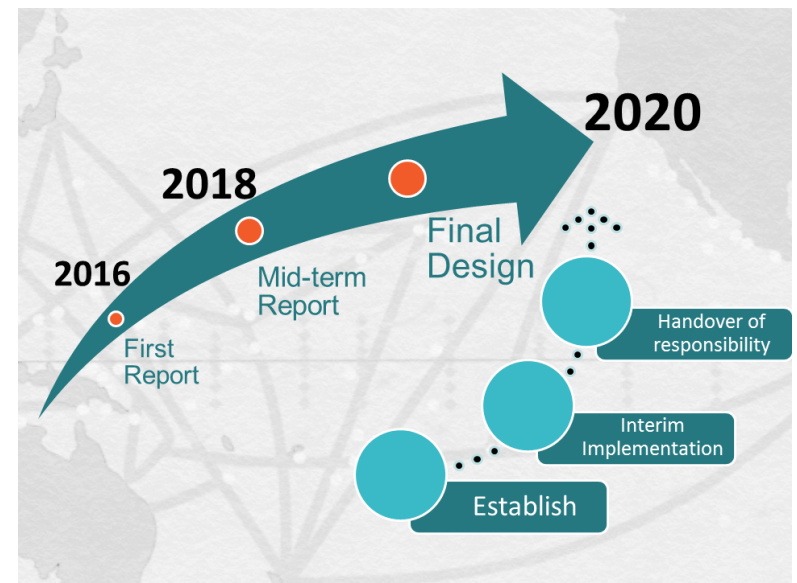 2020
2018
Final
Design
2016
Mid-term
Report
First
Report
Handover of
responsibility
Interim
Implementation
Establish